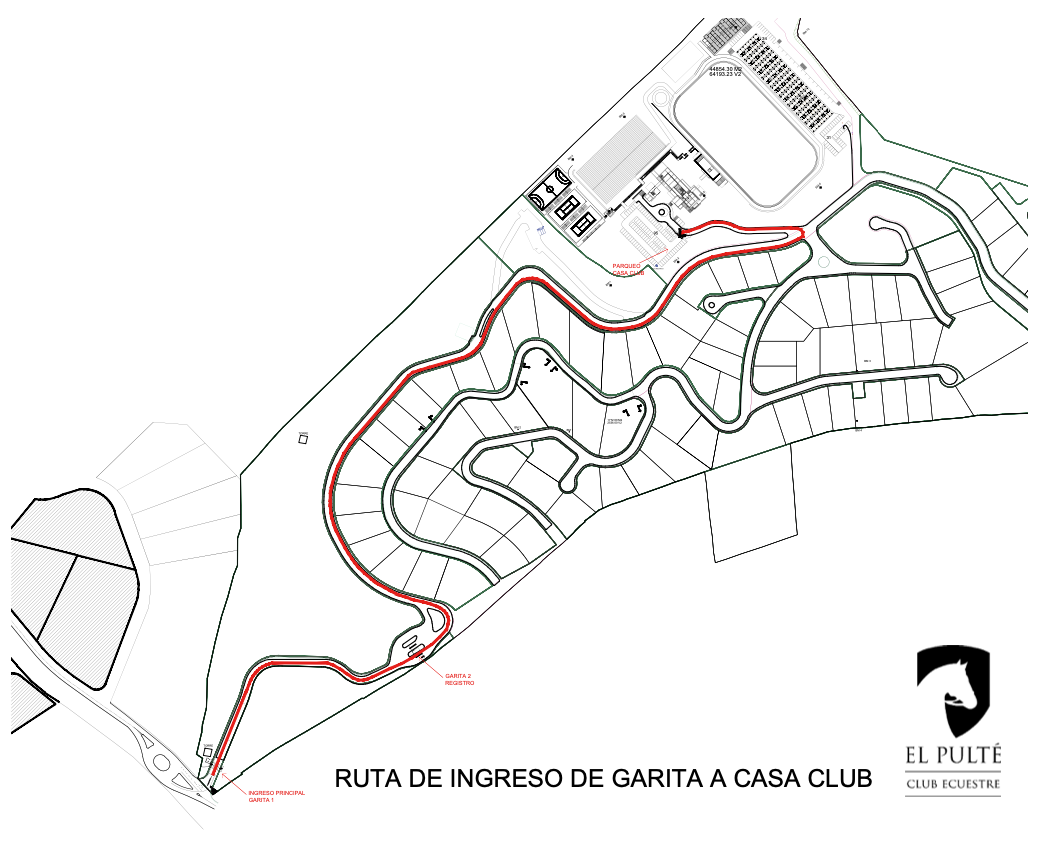 44854.30 M2
64193.23 V2
PARQUEO
CASA CLUB
GARITA 2
REGISTRO
INGRESO PRINCIPAL
GARITA 1
RUTA DE INGRESO DE GARITA A CASA CLUB
EL PULTÉ
CLUB ECUESTRE